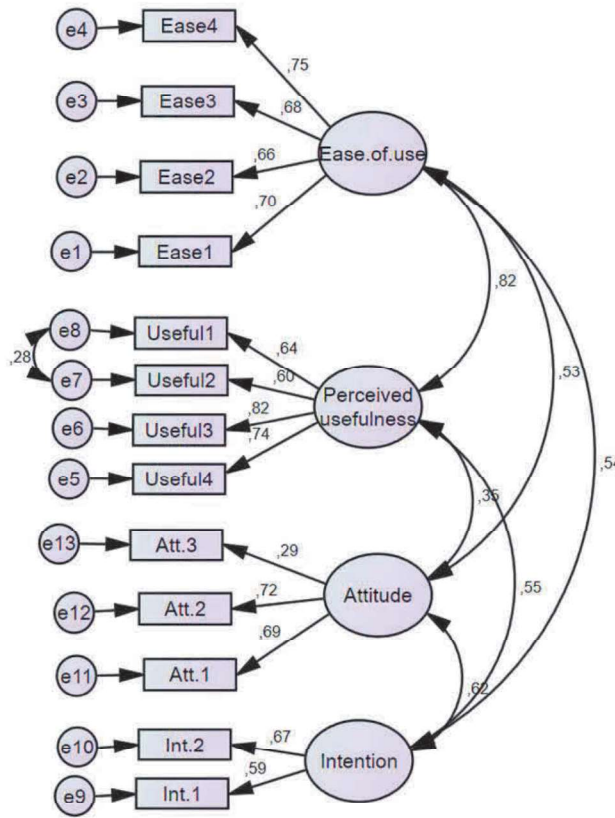 e4 Ease4
,75
e3 Ease3
,68
Ease.of.use
e2 Ease2
,66
,70
e1 Ease1
,82
e8 Useful1
,64
,28
e7 Useful2
,60
,53
Perceived
usefulness
e6 Useful3
,82
,74
,54
e5 Useful4
,35
e13 Att.3
,29
e12 Att.2
,72
Attitude
,55
,69
e11 Att.1
,62
e10 Int.2
,67
Intention
,59
e9 Int.1